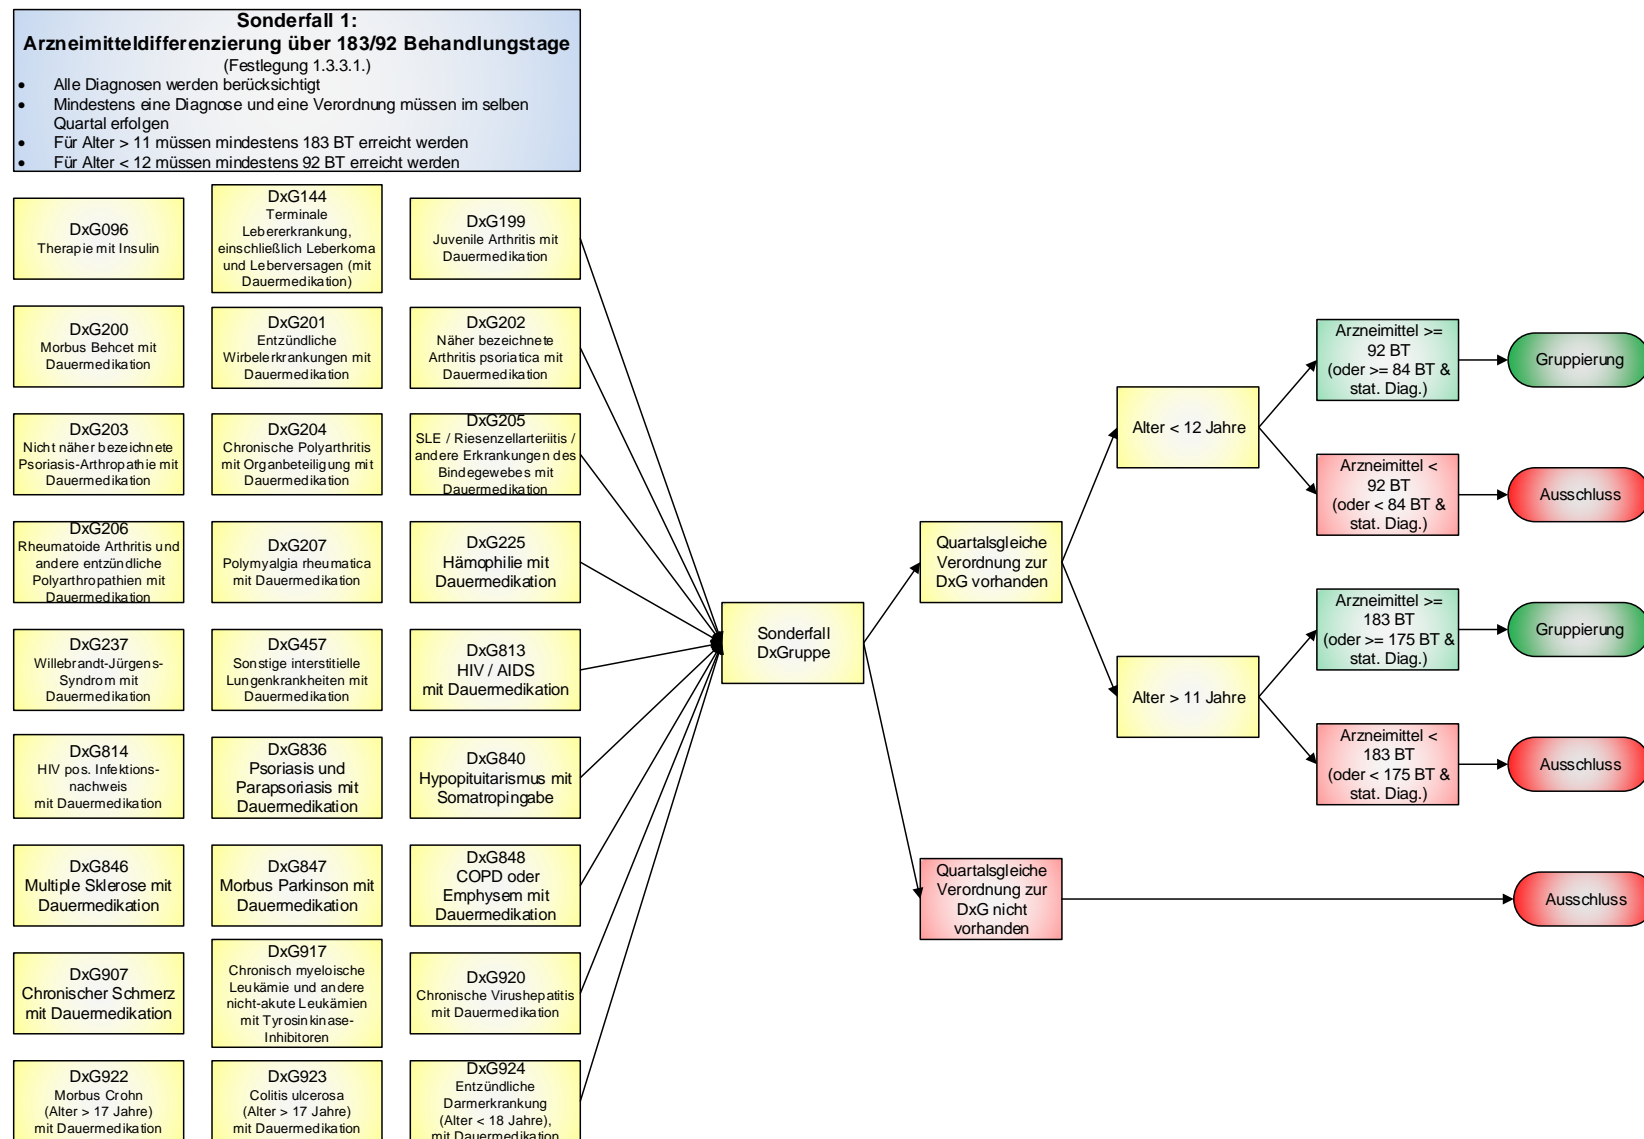 Sonderfall 1:
Arzneimitteldifferenzierung über 183/92 Behandlungstage
(Festlegung 1.3.3.1.)
• Alle Diagnosen werden berücksichtigt
• Mindestens eine Diagnose und eine Verordnung müssen im selben
Quartal erfolgen
• Für Alter > 11 müssen mindestens 183 BT erreicht werden
• Für Alter < 12 müssen mindestens 92 BT erreicht werden
DxG096
Therapie mit Insulin
DxG144
Terminale
Lebererkrankung,
einschließlich Leberkoma
und Leberversagen (mit
Dauermedikation)
DxG199
Juvenile Arthritis mit
Dauermedikation
DxG200
Morbus Behcet mit
Dauermedikation
DxG201
Entzündliche
Wirbelerkrankungen mit
Dauermedikation
DxG202
Näher bezeichnete
Arthritis psoriatica mit
Dauermedikation
DxG203
Nicht näher bezeichnete
Psoriasis-Arthropathie mit
Dauermedikation
DxG204
Chronische Polyarthritis
mit Organbeteiligung mit
Dauermedikation
DxG205
SLE / Riesenzellarteriitis /
andere Erkrankungen des
Bindegewebes mit
Dauermedikation
DxG206
Rheumatoide Arthritis und
andere entzündliche
Polyarthropathien mit
Dauermedikation
DxG207
Polymyalgia rheumatica
mit Dauermedikation
DxG225
Hämophilie mit
Dauermedikation
DxG237
Willebrandt-Jürgens-
Syndrom mit
Dauermedikation
DxG457
Sonstige interstitielle
Lungenkrankheiten mit
Dauermedikation
DxG813
HIV / AIDS
mit Dauermedikation
DxG814
HIV pos. Infektions-
nachweis
mit Dauermedikation
DxG836
Psoriasis und
Parapsoriasis mit
Dauermedikation
DxG840
Hypopituitarismus mit
Somatropingabe
DxG846
Multiple Sklerose mit
Dauermedikation
DxG847
Morbus Parkinson mit
Dauermedikation
DxG848
COPD oder
Emphysem mit
Dauermedikation
DxG907
Chronischer Schmerz
mit Dauermedikation
DxG917
Chronisch myeloische
Leukämie und andere
nicht-akute Leukämien
mit Tyrosinkinase-
Inhibitoren
DxG920
Chronische Virushepatitis
mit Dauermedikation
DxG922
Morbus Crohn
(Alter > 17 Jahre)
mit Dauermedikation
DxG923
Colitis ulcerosa
(Alter > 17 Jahre)
mit Dauermedikation
DxG924
Entzündliche
Darmerkrankung
(Alter < 18 Jahre),
mit Dauermedikation
Sonderfall
DxGruppe
Quartalsgleiche
Verordnung zur
DxG vorhanden
Quartalsgleiche
Verordnung zur
DxG nicht
vorhanden
Alter < 12 Jahre
Alter > 11 Jahre
Arzneimittel >=
92 BT
(oder >= 84 BT &
stat. Diag.)
Gruppierung
Arzneimittel <
92 BT
(oder < 84 BT &
stat. Diag.)
Ausschluss
Arzneimittel >=
183 BT
(oder >= 175 BT &
stat. Diag.)
Gruppierung
Arzneimittel <
183 BT
(oder < 175 BT &
stat. Diag.)
Ausschluss
Ausschluss